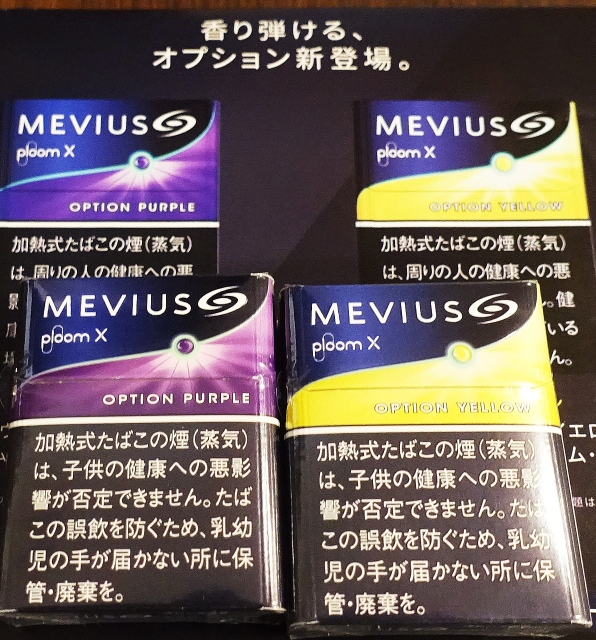 香り弾ける、
オプション新登場。
MEVIUS
ploom X
OPTION PURPLE
加熱式たばこの煙(蒸気)
は、周りの人の健康への悪
MEVIUS
ploom X
OPTION YELLOW
加熱式たばこの煙(蒸気)
は、周りの人の健康への悪
。健
いる
ん。
MEVIUS
ploom X
OPTION PURPLE
加熱式たばこの煙(蒸気)
は、子供の健康への悪影
響が否定できません。たば
この誤飲を防ぐため、乳幼
児の手が届かない所に保
管・廃棄を。
MEVIUS
ploom X
OPTION YELLOW
加熱式たばこの煙(蒸気)
は、子供の健康への悪影
響が否定できません。たば
この誤飲を防ぐため、乳幼
児の手が届かない所に保
管・廃棄を。